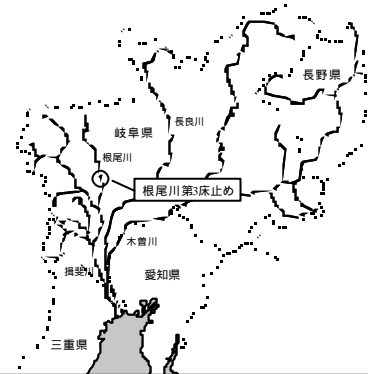 長野県
長良川
岐阜県
根尾川
根尾川第3床止め
木曽川
揖斐川
愛知県
三重県